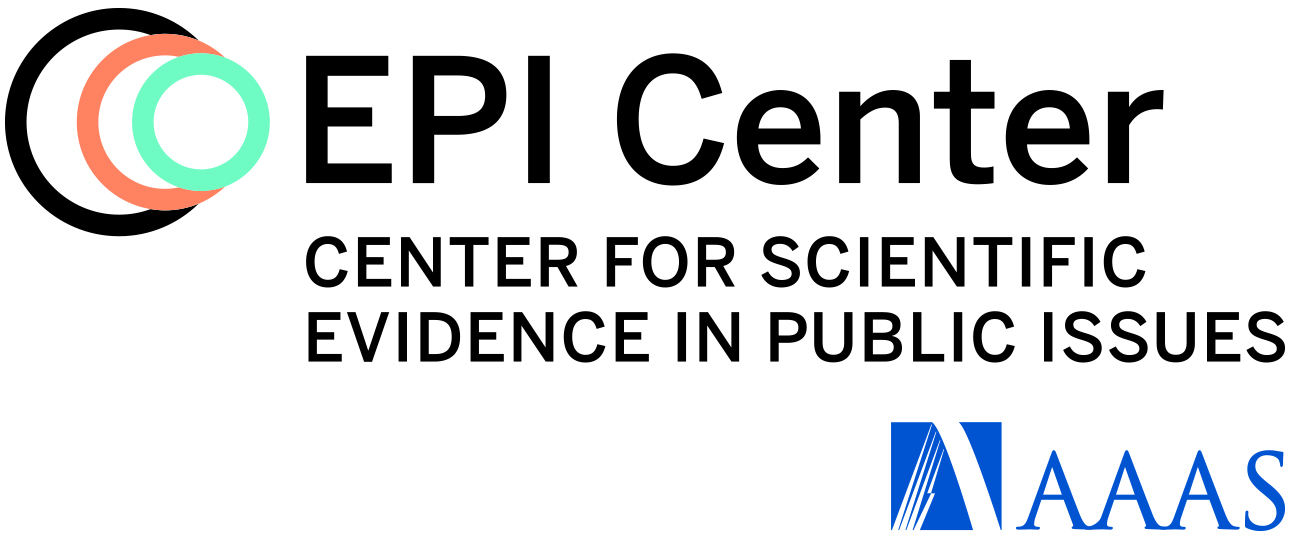 EPI Center
CENTER FOR SCIENTIFIC
EVIDENCE IN PUBLIC ISSUES
AAAS